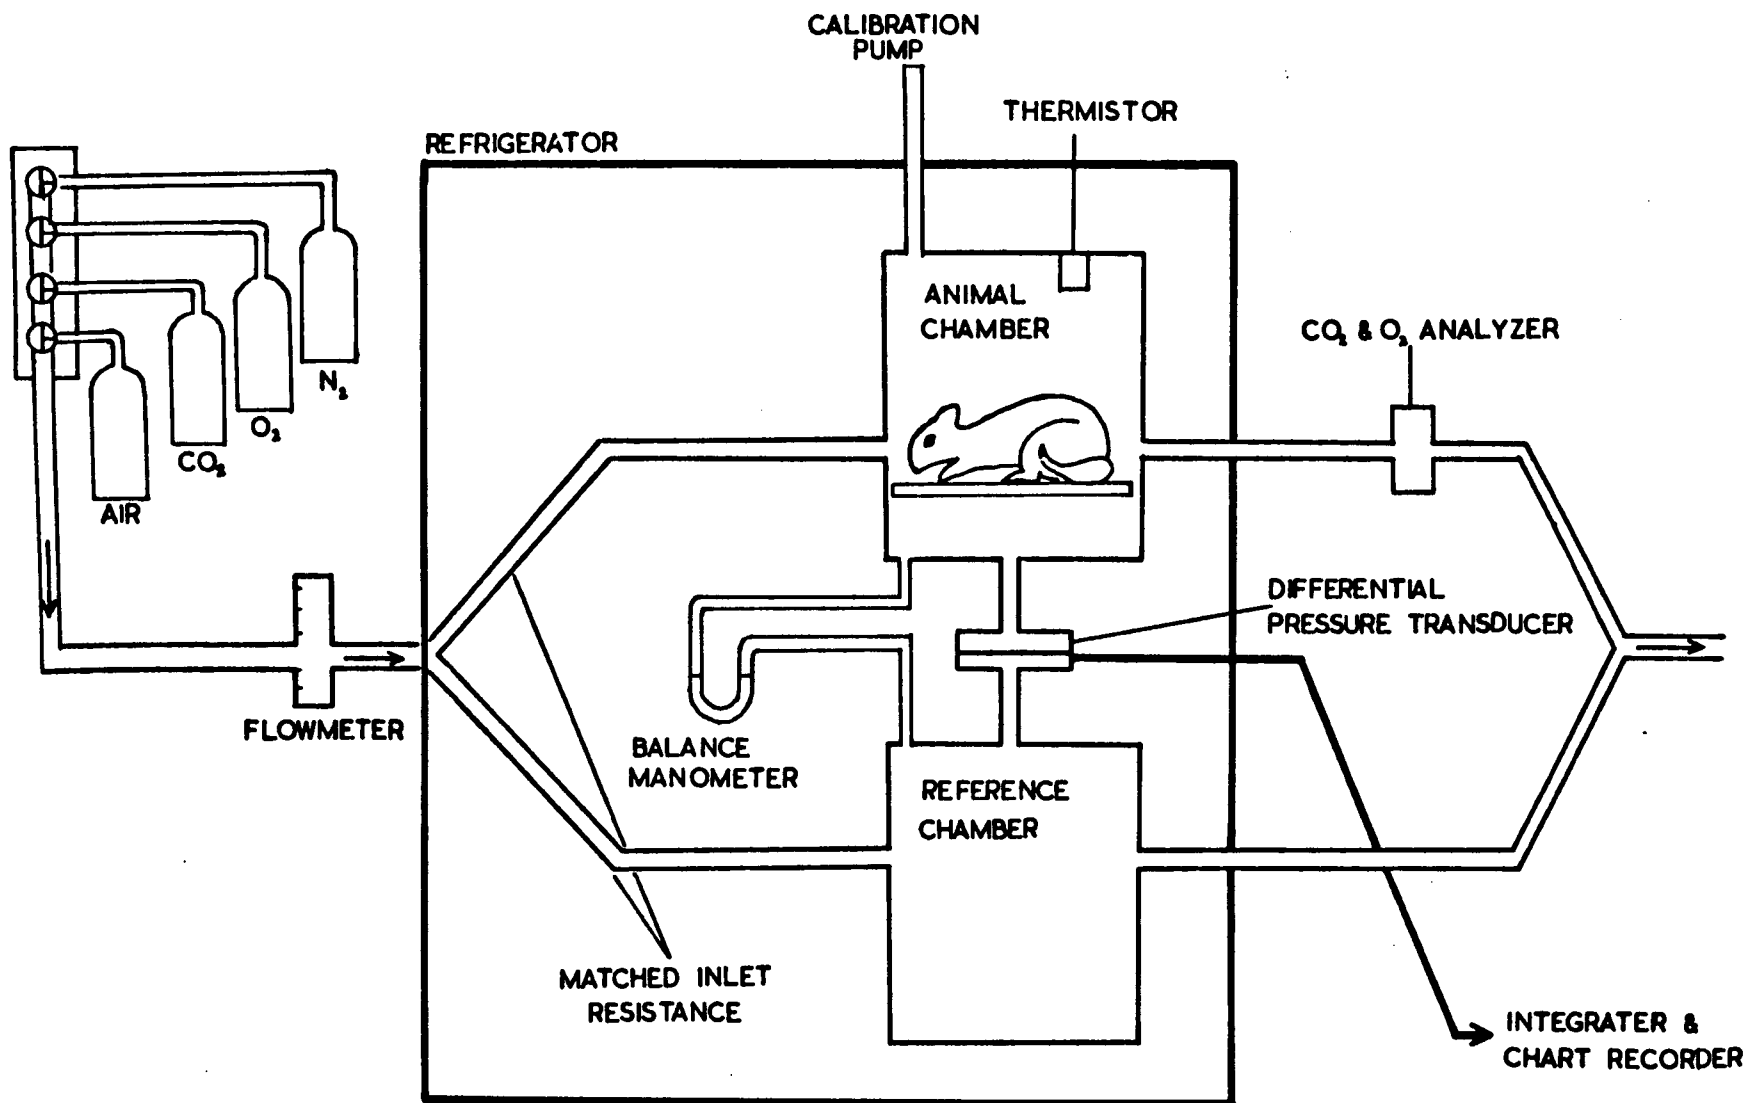 CALIBRATION
PUMP
THERMISTOR
REFRIGERATOR
ANIMAL
CHAMBER
CO₂ & O₂ ANALYZER
N₂
O₂
CO₂
AIR
DIFFERENTIAL
PRESSURE TRANSDUCER
FLOWMETER
BALANCE
MANOMETER
REFERENCE
CHAMBER
MATCHED INLET
RESISTANCE
INTEGRATER &
CHART RECORDER